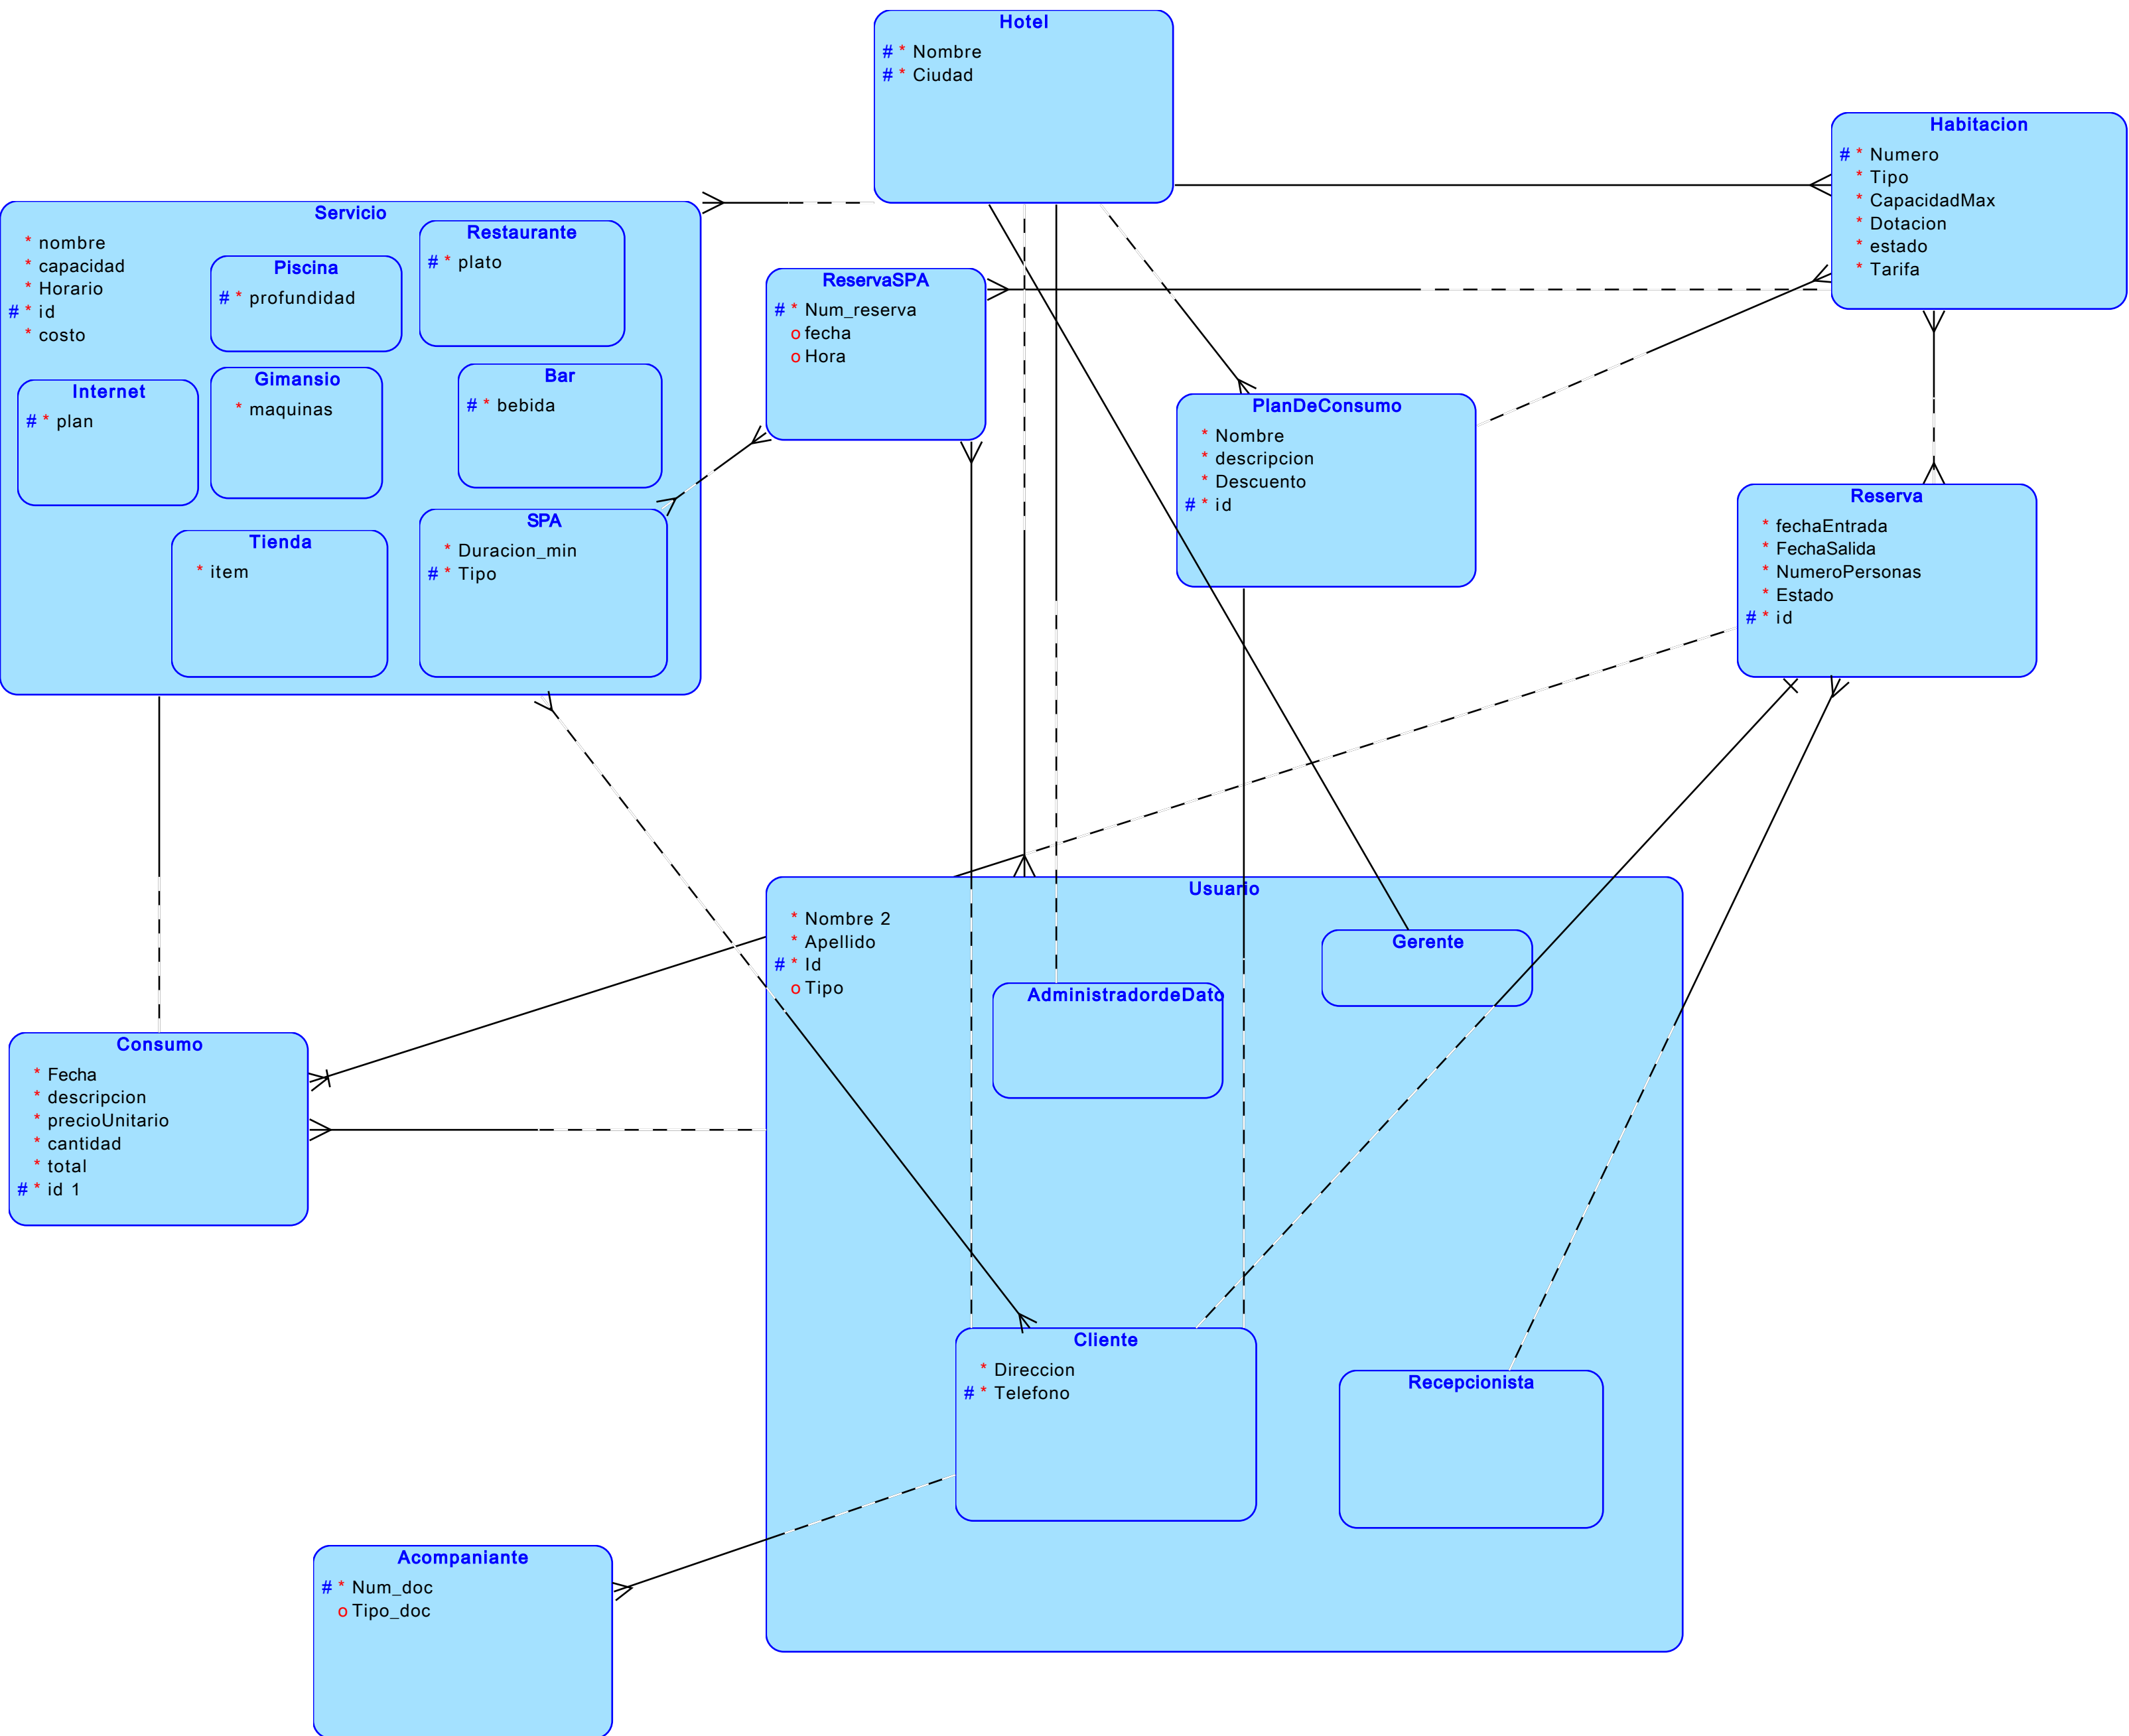 Hotel
# * Nombre
# * Ciudad
Habitacion
# * Numero
* Tipo
* CapacidadMax
* Dotacion
* estado
* Tarifa
Servicio
* nombre
* capacidad
* Horario
# * id
* costo
Restaurante
# * plato
Piscina
# * profundidad
Internet
# * plan
Gimansio
* maquinas
Bar
# * bebida
Tienda
* item
SPA
* Duracion_min
# * Tipo
ReservaSPA
# * Num_reserva
o fecha
o Hora
PlanDeConsumo
* Nombre
* descripcion
* Descuento
# * id
Reserva
* fechaEntrada
* FechaSalida
* NumeroPersonas
* Estado
# * id
Usuario
* Nombre 2
* Apellido
# * Id
o Tipo
Gerente
AdministradordeDato
Consumo
* Fecha
* descripcion
* precioUnitario
* cantidad
* total
# * id 1
Cliente
* Direccion
# * Telefono
Recepcionista
Acompaniante
# * Num_doc
o Tipo_doc